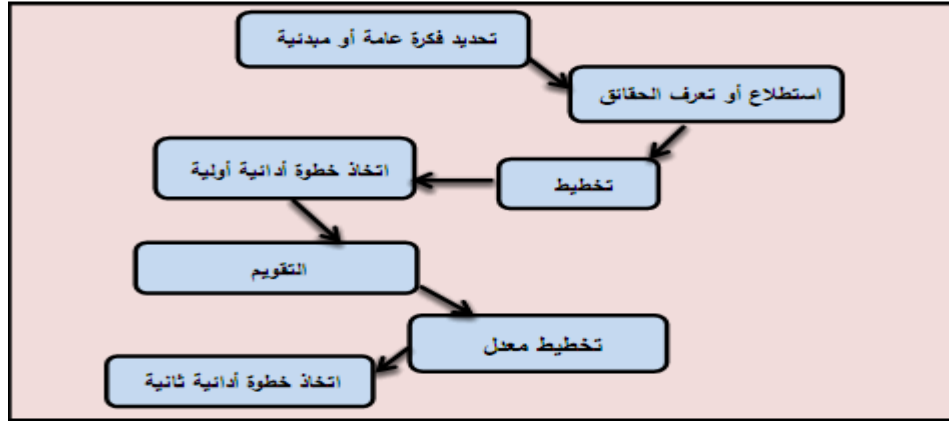 تحديد فكرة عامة أو مبدئية
استطلاع أو تعرف الحقائق
تخطيط
اتخاذ خطوة أدائية أولية
التقويم
تخطيط معدل
اتخاذ خطوة أدائية ثانية